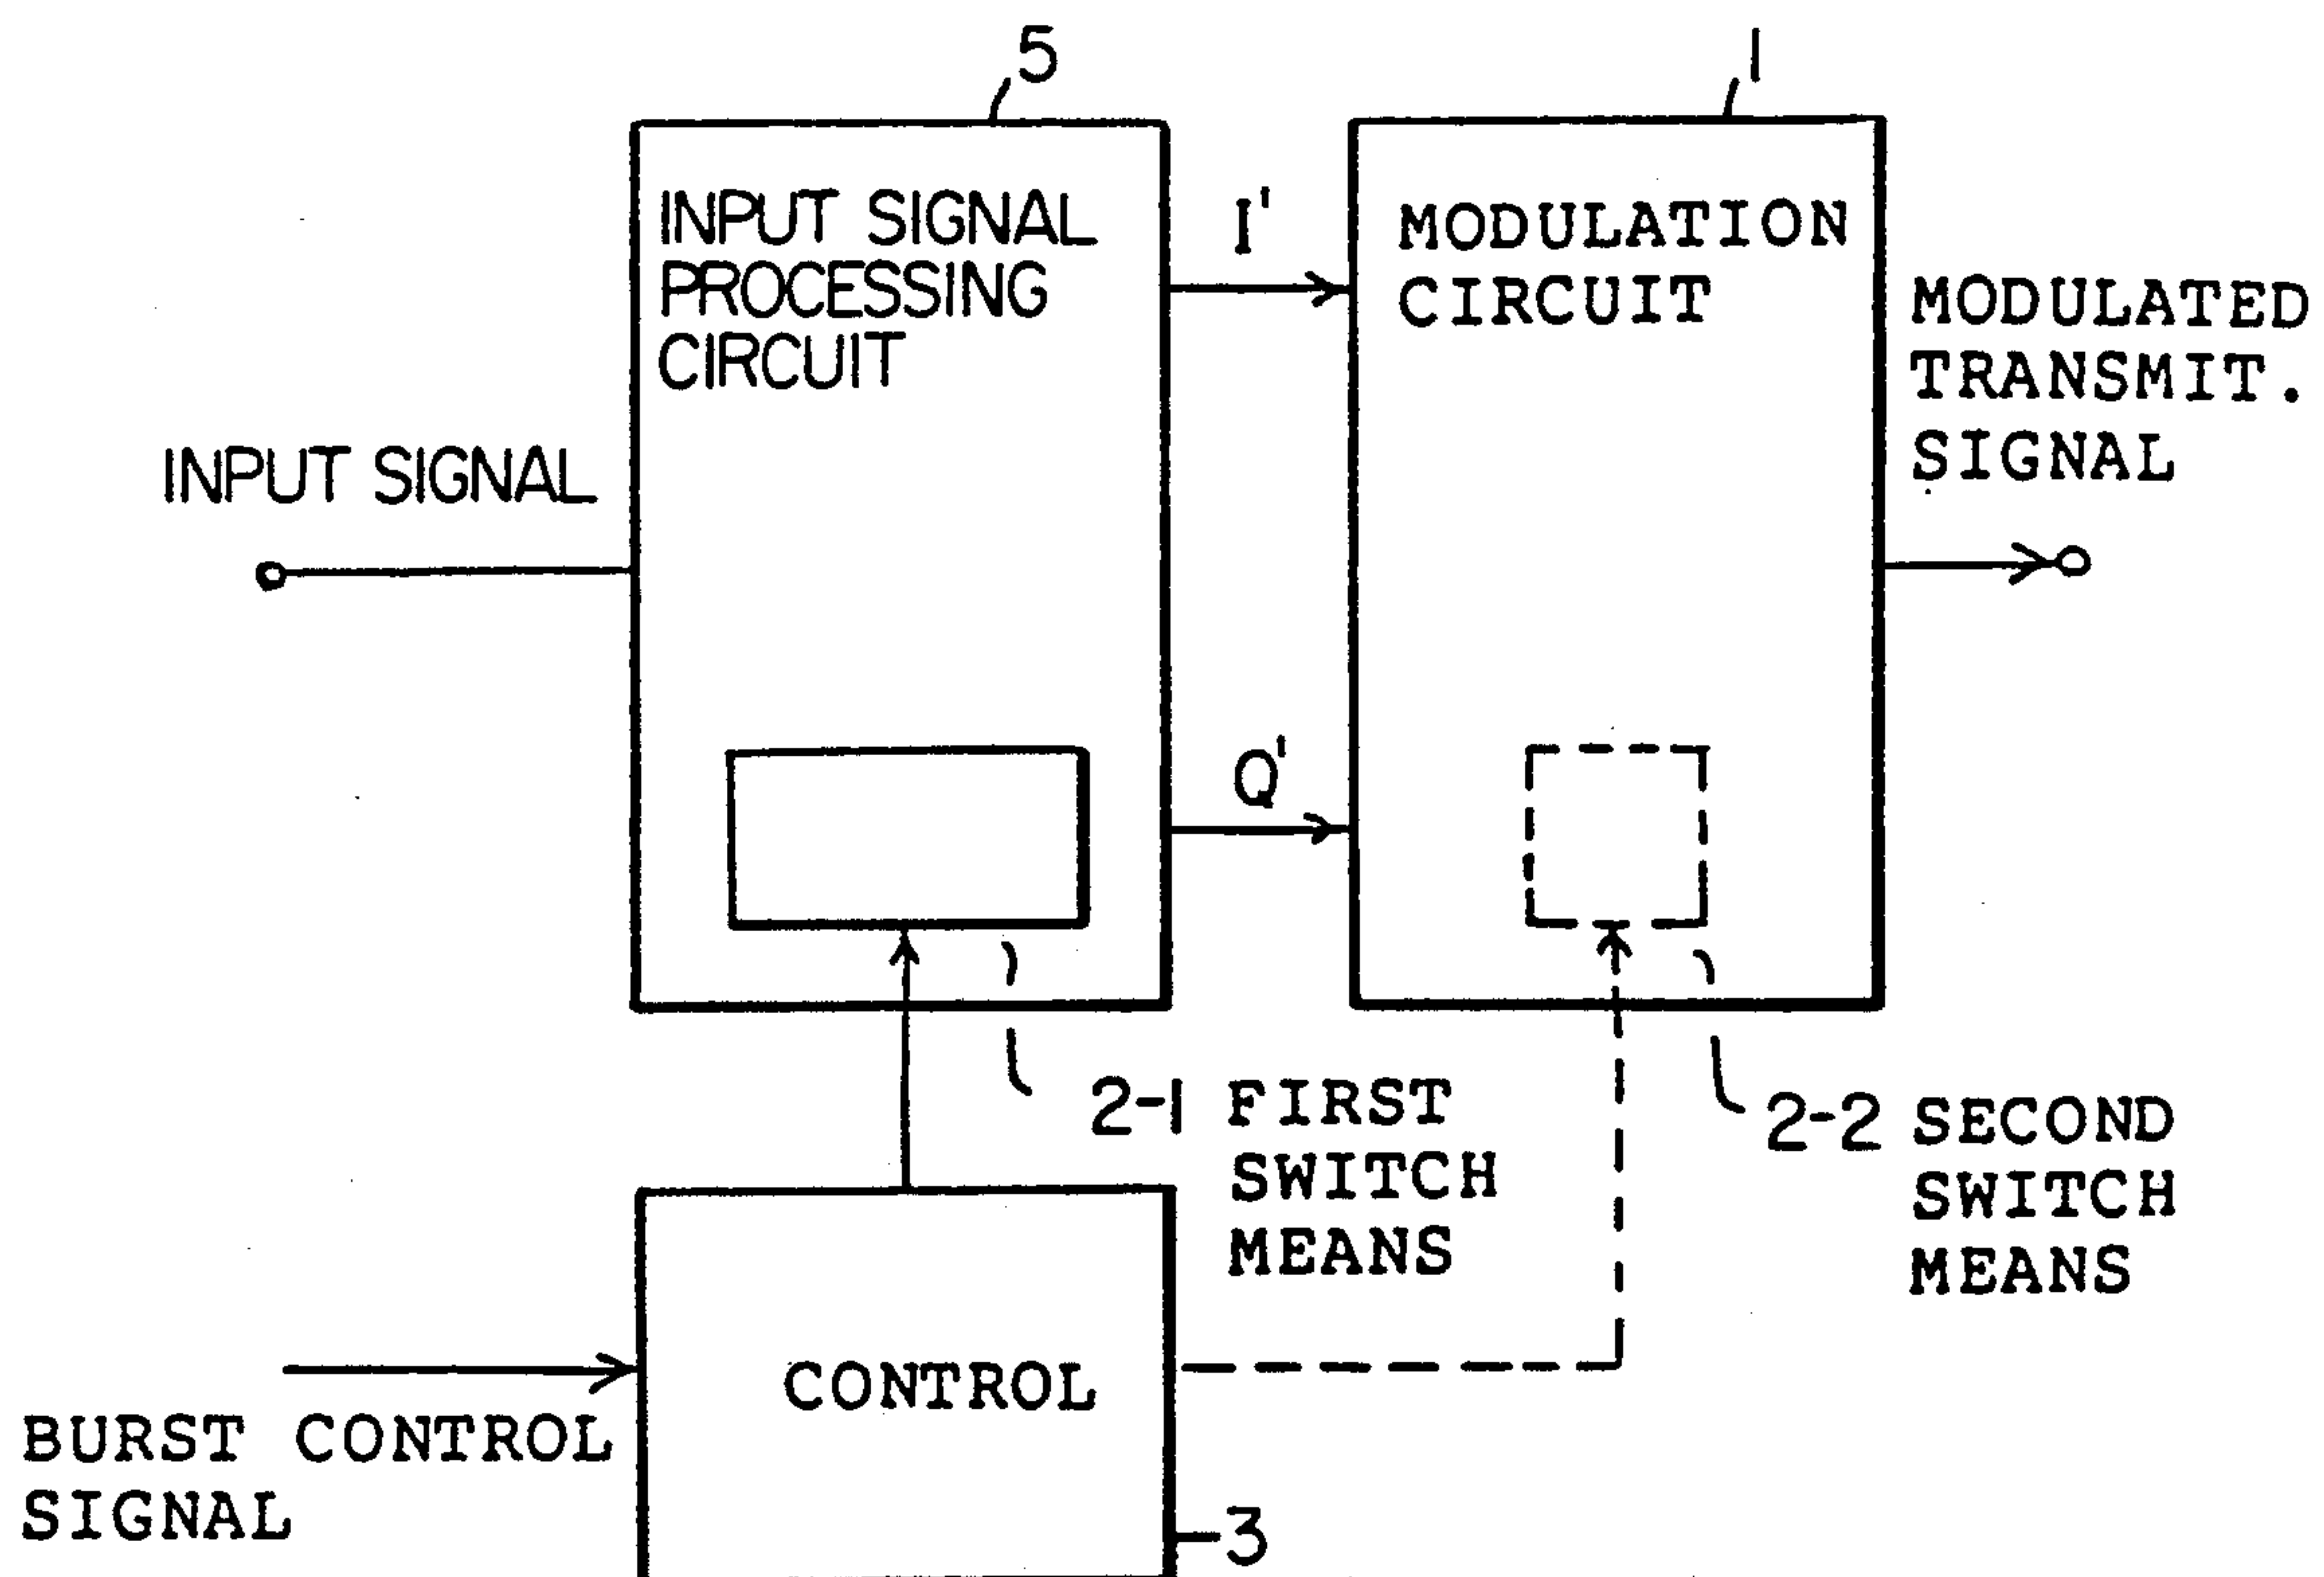 5
1
INPUT SIGNAL
PROCESSING
CIRCUIT
I'
MODULATION
CIRCUIT
MODULATED
TRANSMIT.
SIGNAL
INPUT SIGNAL
Q'
2-1 FIRST
SWITCH
MEANS
2-2 SECOND
SWITCH
MEANS
CONTROL
BURST CONTROL
SIGNAL
3